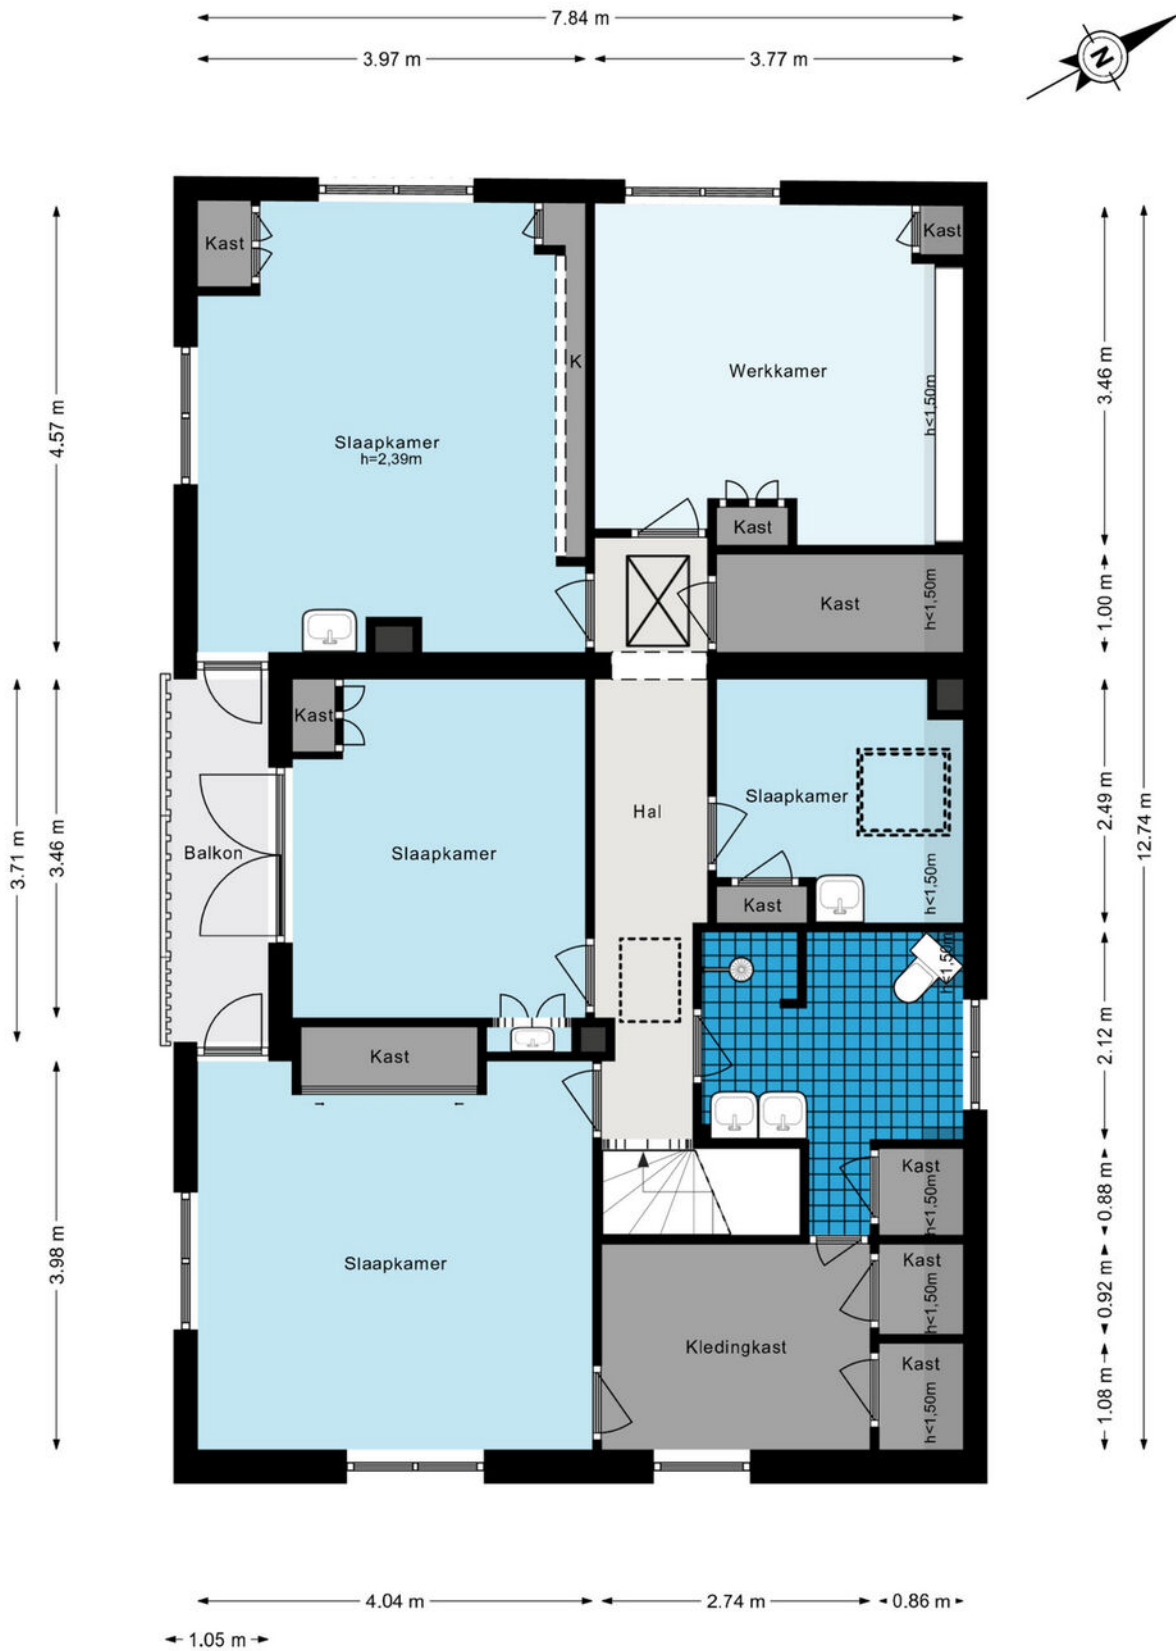 7.84 m
3.97 m
3.77 m
N
Kast
Kast
K
Werkkamer
h<1,50m
3.46 m
4.57 m
Slaapkamer
h=2,39m
Kast
Kast
h<1,50m
1.00 m
Kast
Slaapkamer
h<1,50m
2.49 m
12.74 m
Hal
3.71 m
3.46 m
Balkon
Slaapkamer
Kast
h<1,50m
2.12 m
Kast
Kast
h<1,50m
0.88 m
Slaapkamer
3.98 m
Kast
h<1,50m
0.92 m
Kledingkast
Kast
h<1,50m
1.08 m
4.04 m
2.74 m
0.86 m
1.05 m